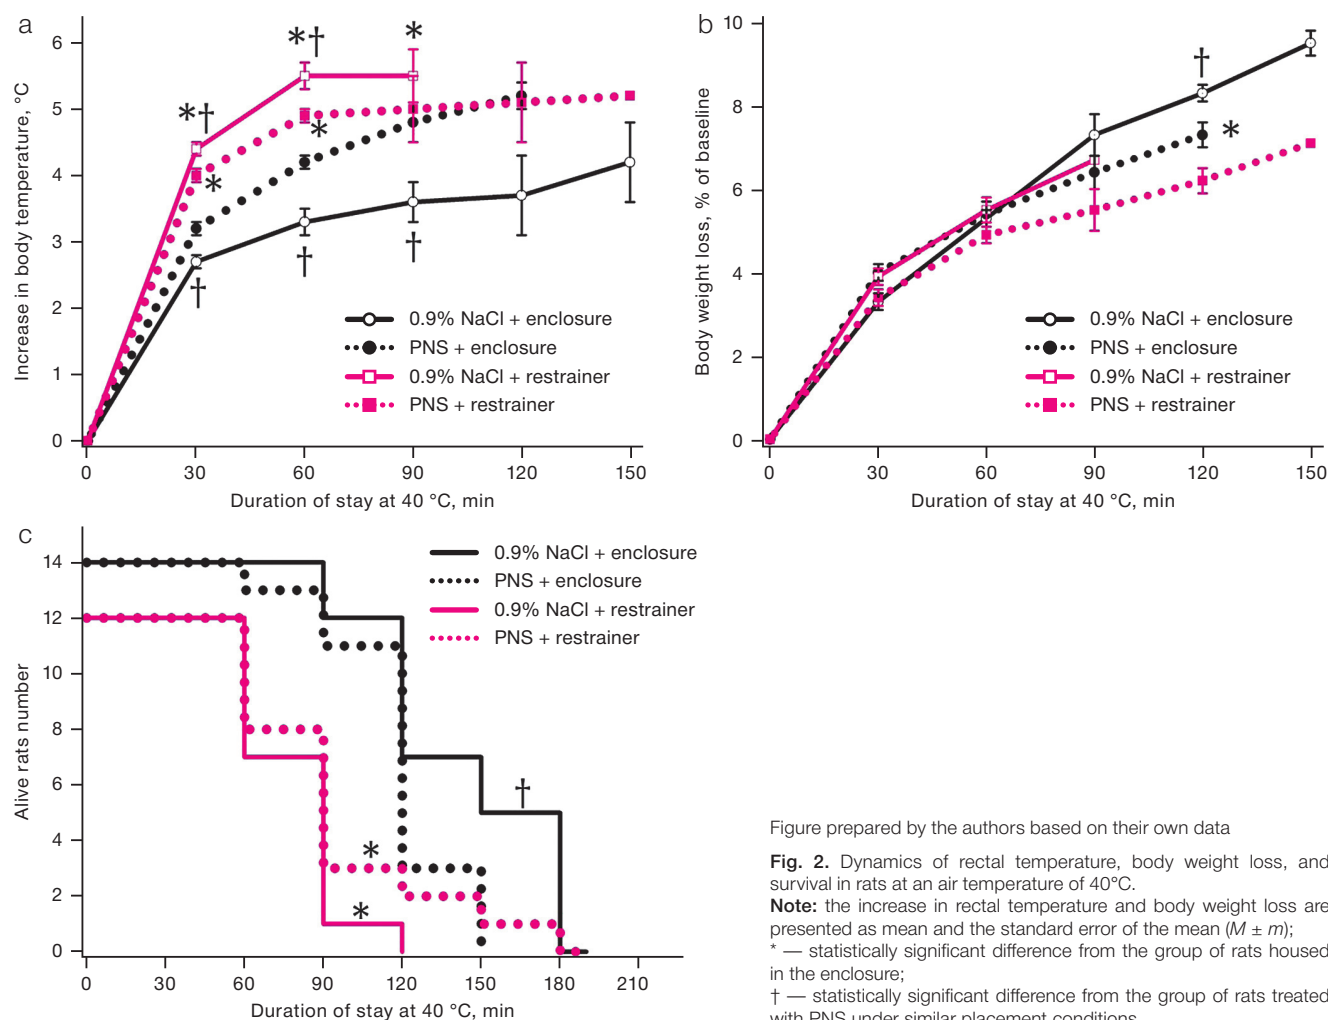 a
Increase in body temperature, °C
6
5
4
3
2
1
0
*†
*
*†
*
*
†
†
†
0.9% NaCl + enclosure
PNS + enclosure
0.9% NaCl + restrainer
PNS + restrainer
0 30 60 90 120 150
Duration of stay at 40 °C, min
b
Body weight loss, % of baseline
10
8
6
4
2
0
†
*
0.9% NaCl + enclosure
PNS + enclosure
0.9% NaCl + restrainer
PNS + restrainer
0 30 60 90 120 150
Duration of stay at 40 °C, min
c
Alive rats number
14
12
10
8
6
4
2
0
0.9% NaCl + enclosure
PNS + enclosure
0.9% NaCl + restrainer
PNS + restrainer
†
*
*
0 30 60 90 120 150 180 210
Duration of stay at 40 °C, min
Figure prepared by the authors based on their own data
Fig. 2. Dynamics of rectal temperature, body weight loss, and
survival in rats at an air temperature of 40°C.
Note: the increase in rectal temperature and body weight loss are
presented as mean and the standard error of the mean (M ± m);
* — statistically significant difference from the group of rats housed
in the enclosure;
† — statistically significant difference from the group of rats treated
with PNS under similar placement conditions